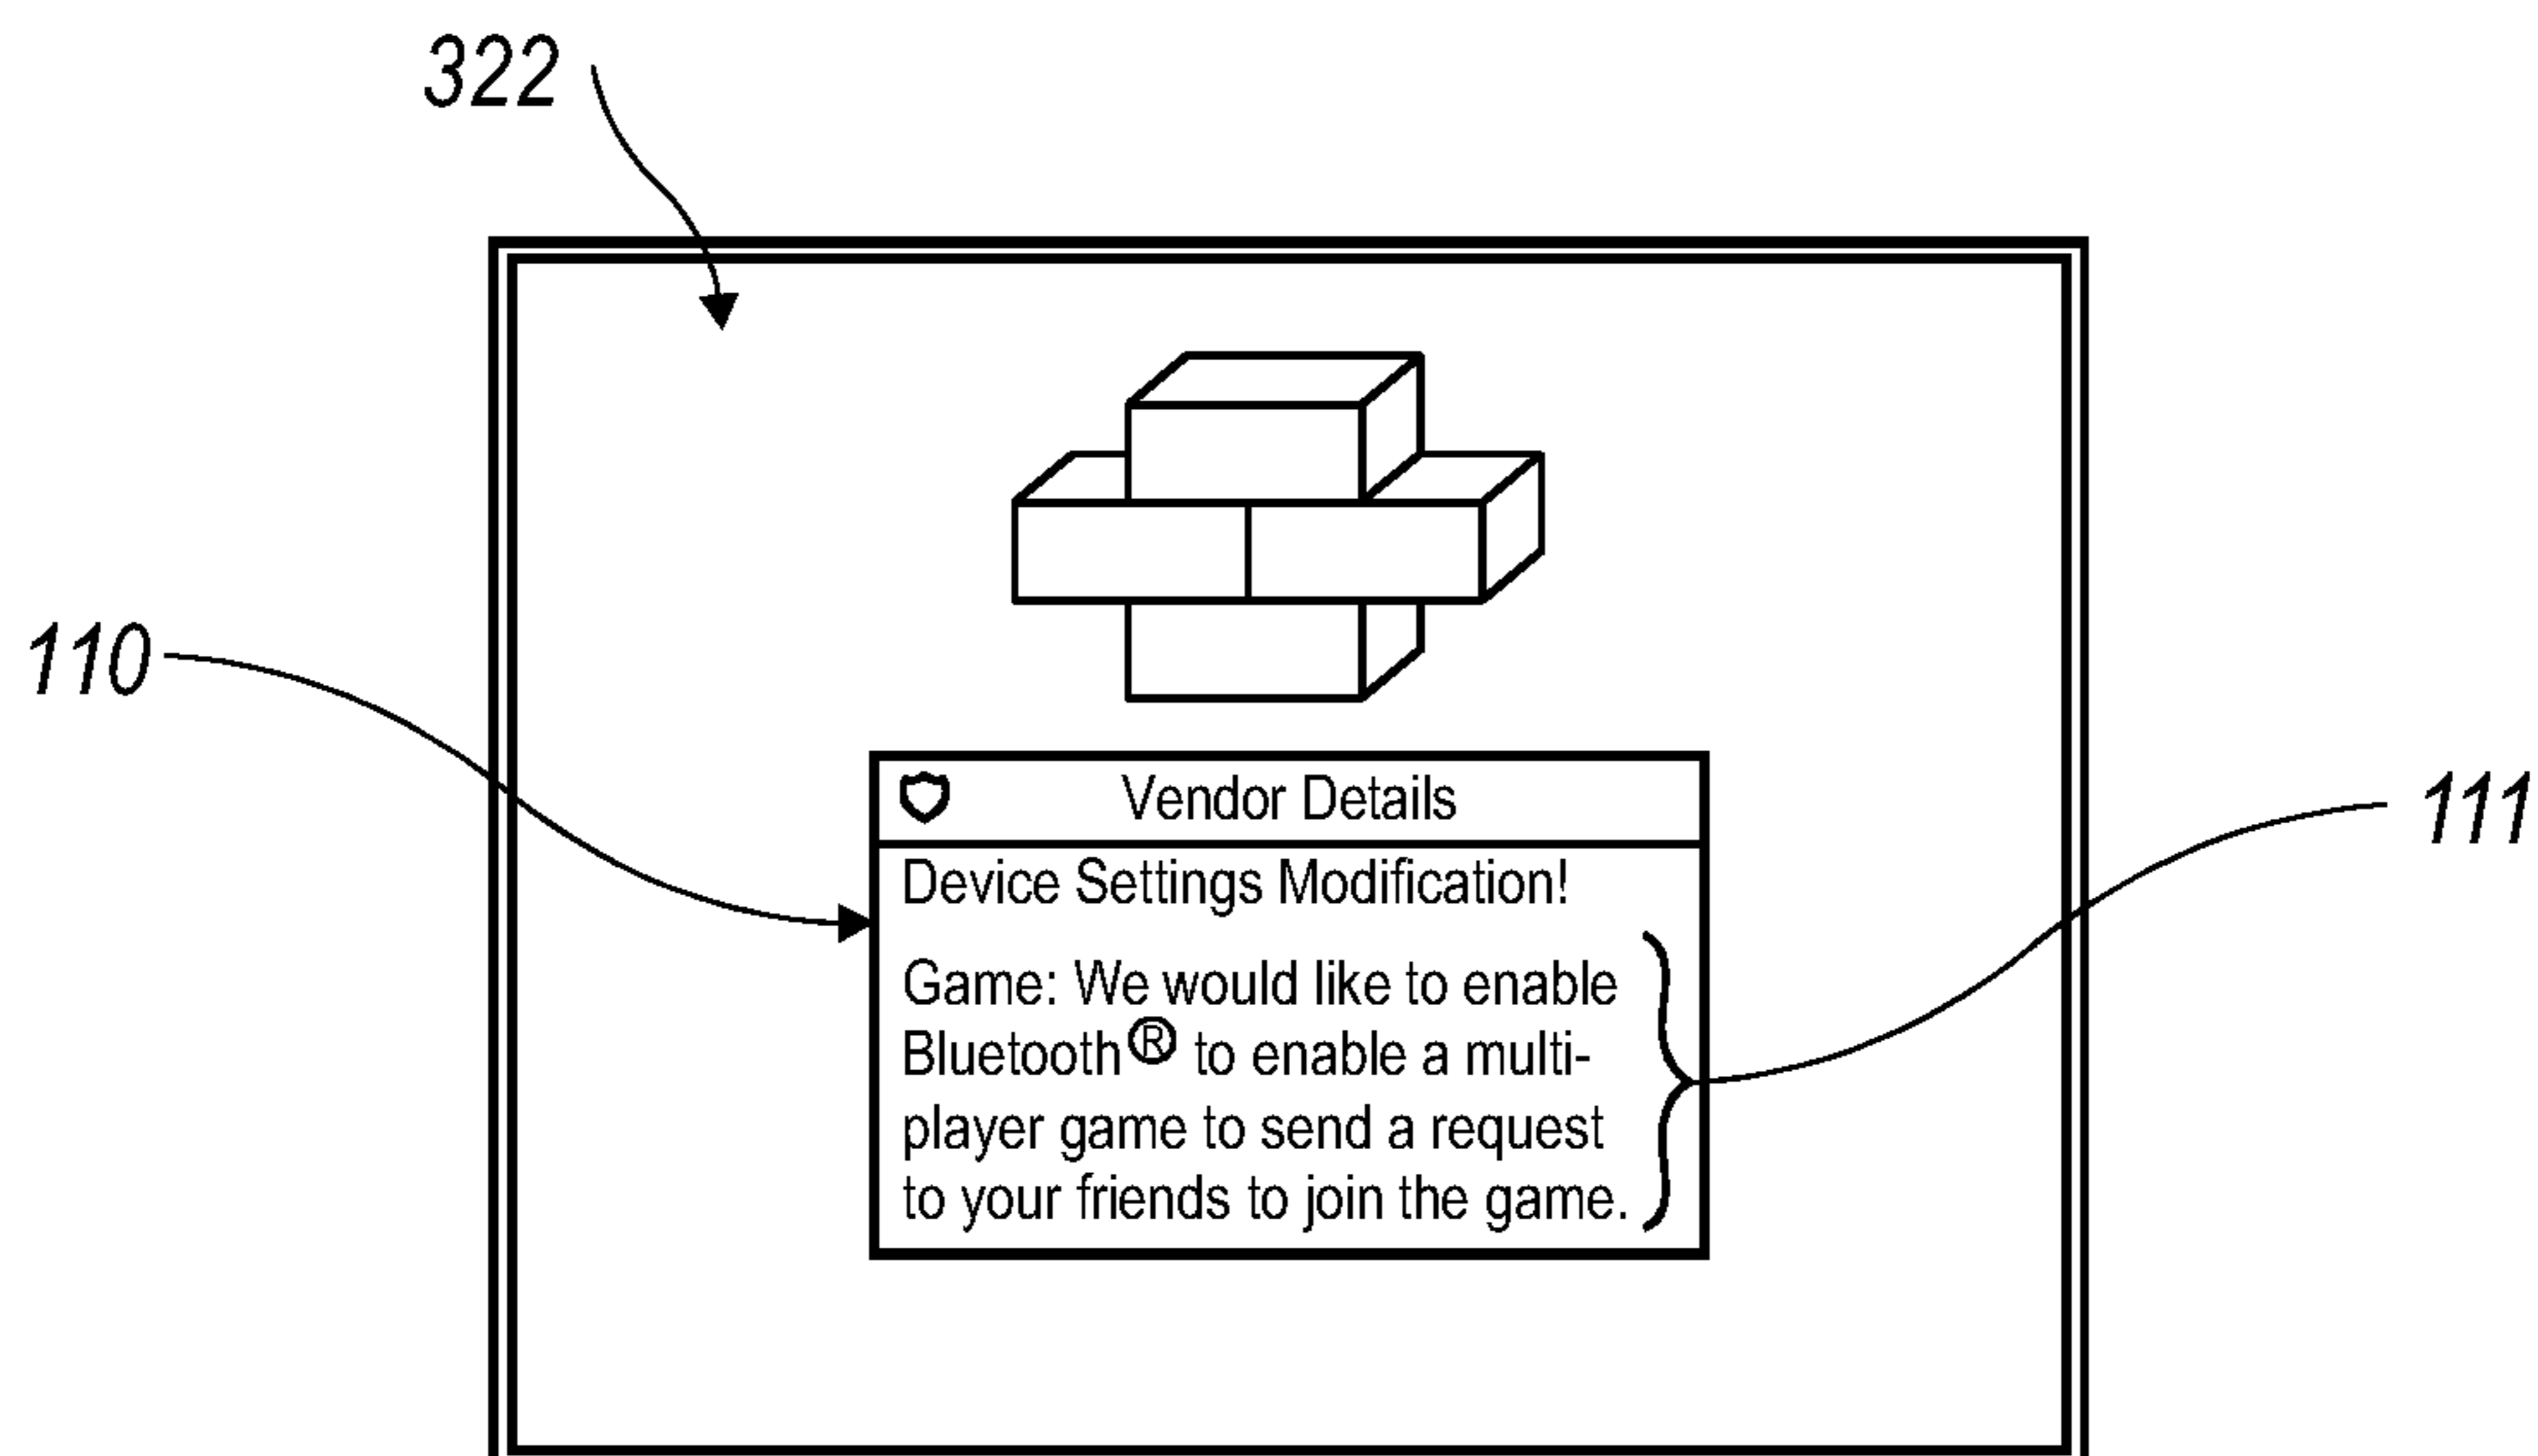 322
110
Vendor Details
Device Settings Modification!
Game: We would like to enable
Bluetooth® to enable a multi-
player game to send a request
to your friends to join the game.
111